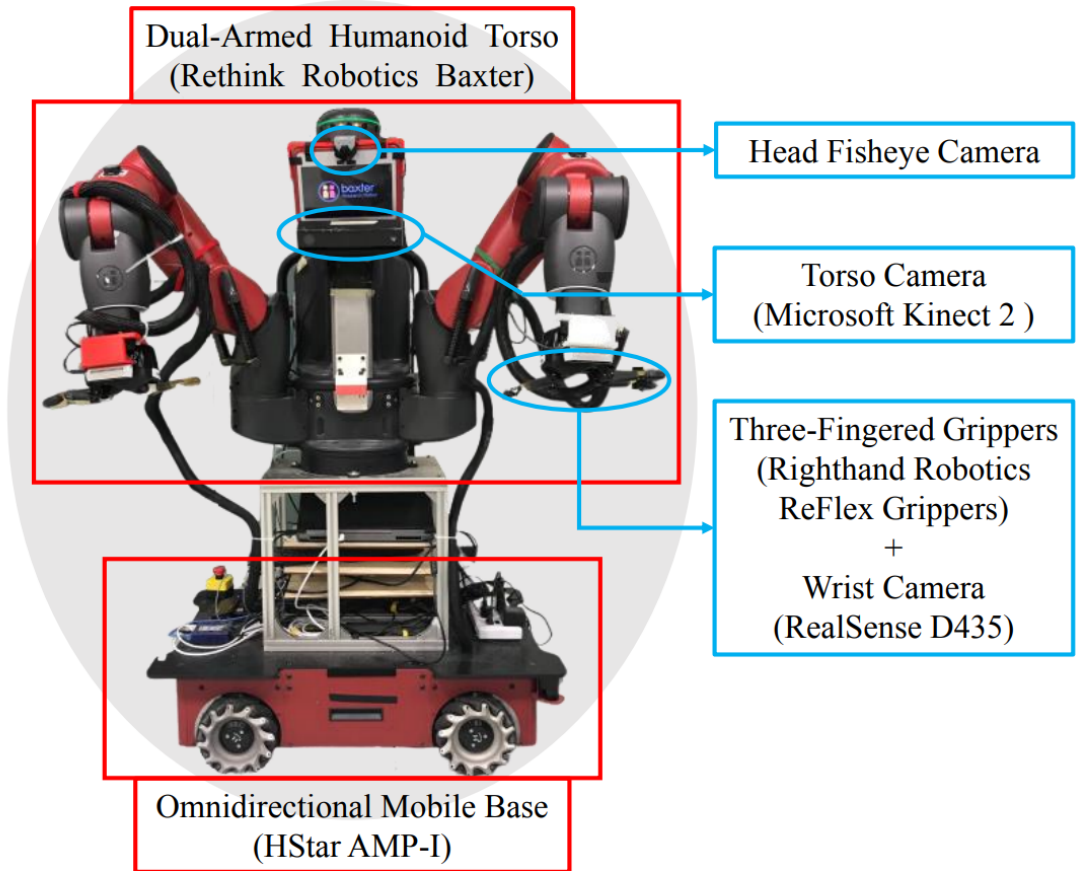 Dual-Armed Humanoid Torso
(Rethink Robotics Baxter)
Head Fisheye Camera
baxter
Torso Camera
(Microsoft Kinect 2 )
Three-Fingered Grippers
(Righthand Robotics
ReFlex Grippers)
+
Wrist Camera
(RealSense D435)
Omnidirectional Mobile Base
(HStar AMP-I)